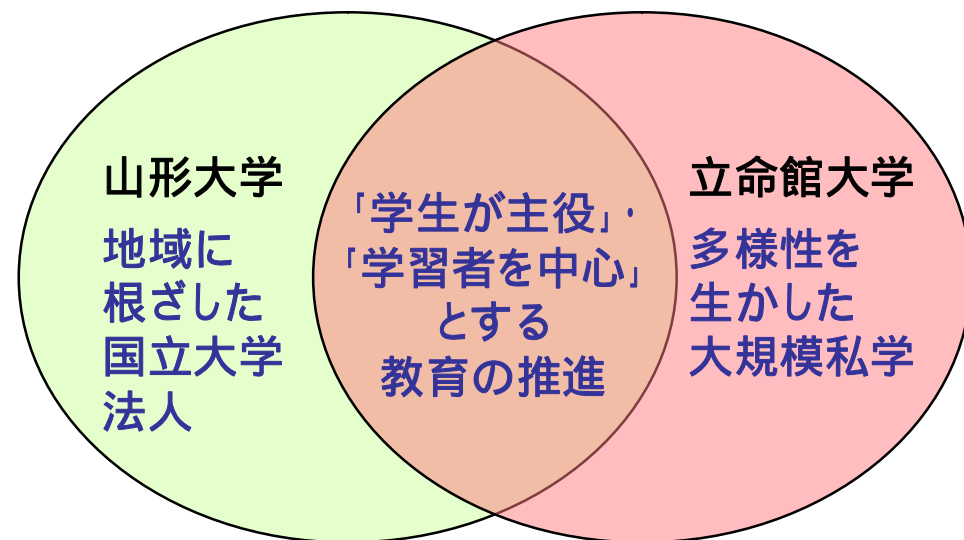 山形大学
地域に
根ざした
国立大学
法人
「学生が主役」・
「学習者を中心」
とする
教育の推進
立命館大学
多様性を
生かした
大規模私学